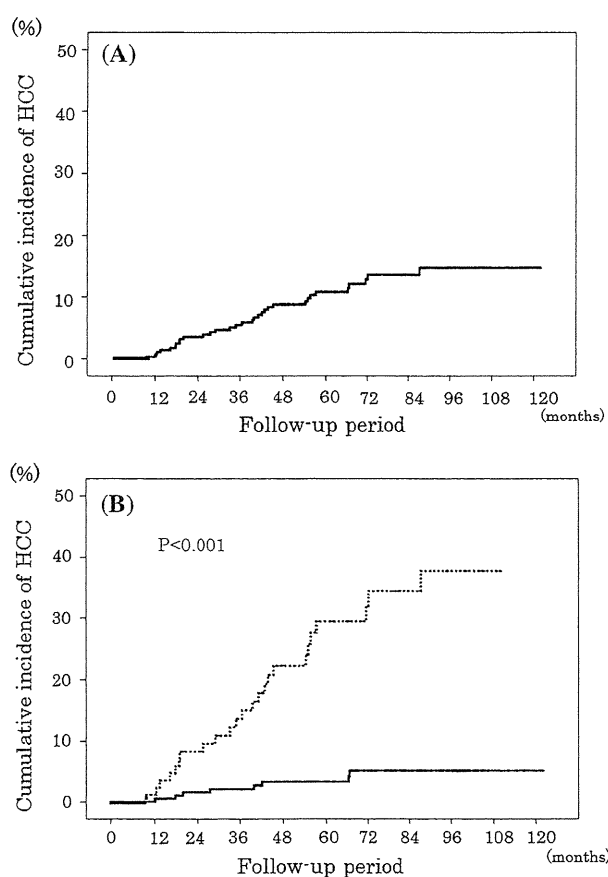 (%)
(A)
50
40
30
20
10
0
Cumulative incidence of HCC
0 12 24 36 48 60 72 84 96 108 120
(months)
Follow-up period
(%)
(B)
P<0.001
50
40
30
20
10
0
Cumulative incidence of HCC
0 12 24 36 48 60 72 84 96 108 120
(months)
Follow-up period